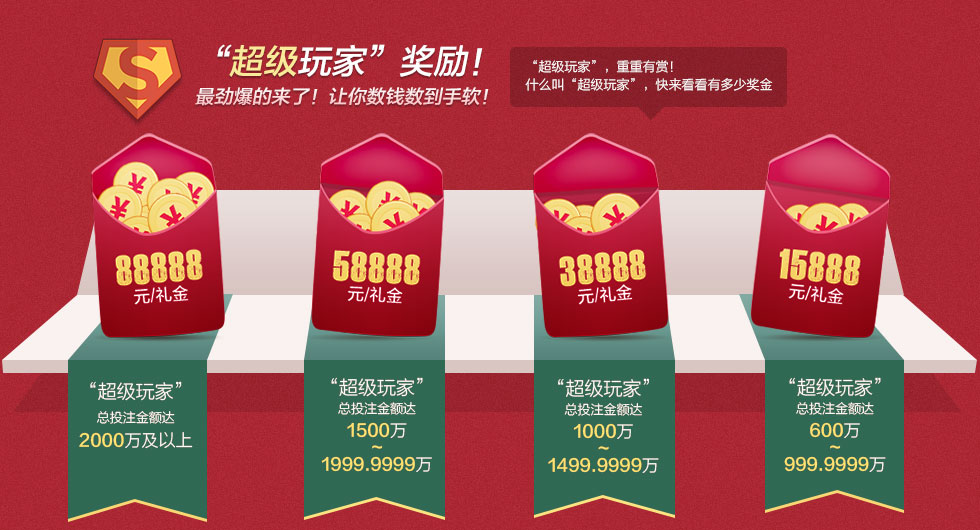 S
“超级玩家”奖励！
最劲爆的来了！让你数钱数到手软！
“超级玩家”，重重有赏！
什么叫“超级玩家”，快来看看有多少奖金
¥ ¥ ¥ ¥
88888
元/礼金
¥ ¥ ¥ ¥
58888
元/礼金
¥ ¥
38888
元/礼金
¥ ¥ ¥
15888
元/礼金
“超级玩家”
总投注金额达
2000万及以上
“超级玩家”
总投注金额达
1500万
~
1999.9999万
“超级玩家”
总投注金额达
1000万
~
1499.9999万
“超级玩家”
总投注金额达
600万
~
999.9999万